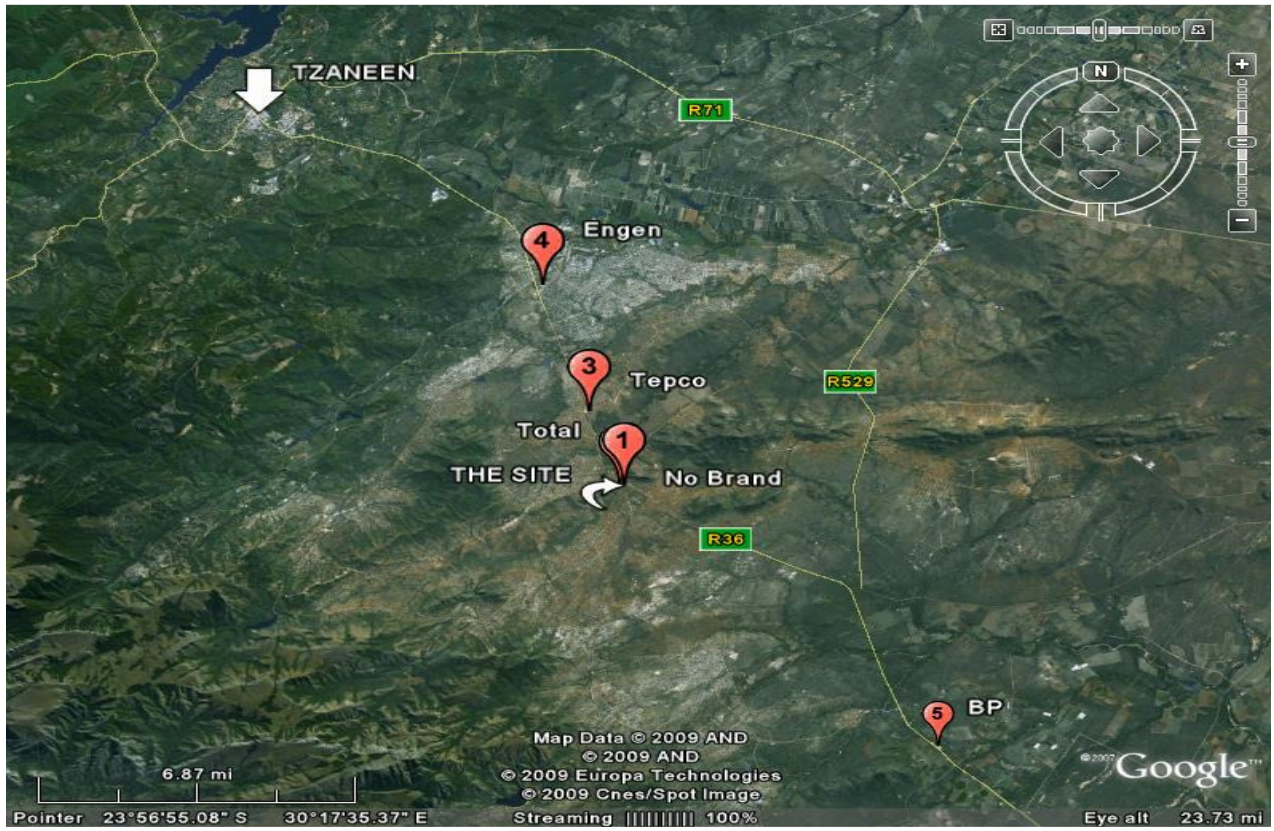 TZANEEN
N
R71
4
Engen
3
Tepco
R529
Total
1
THE SITE
No Brand
R36
5
BP
Map Data © 2009 AND
© 2009 AND
© 2009 Europa Technologies
© 2009 Cnes/Spot Image
©2007 Google™
6.87 mi
Pointer 23°56'55.08" S 30°17'35.37" E
Streaming 100%
Eye alt 23.73 mi